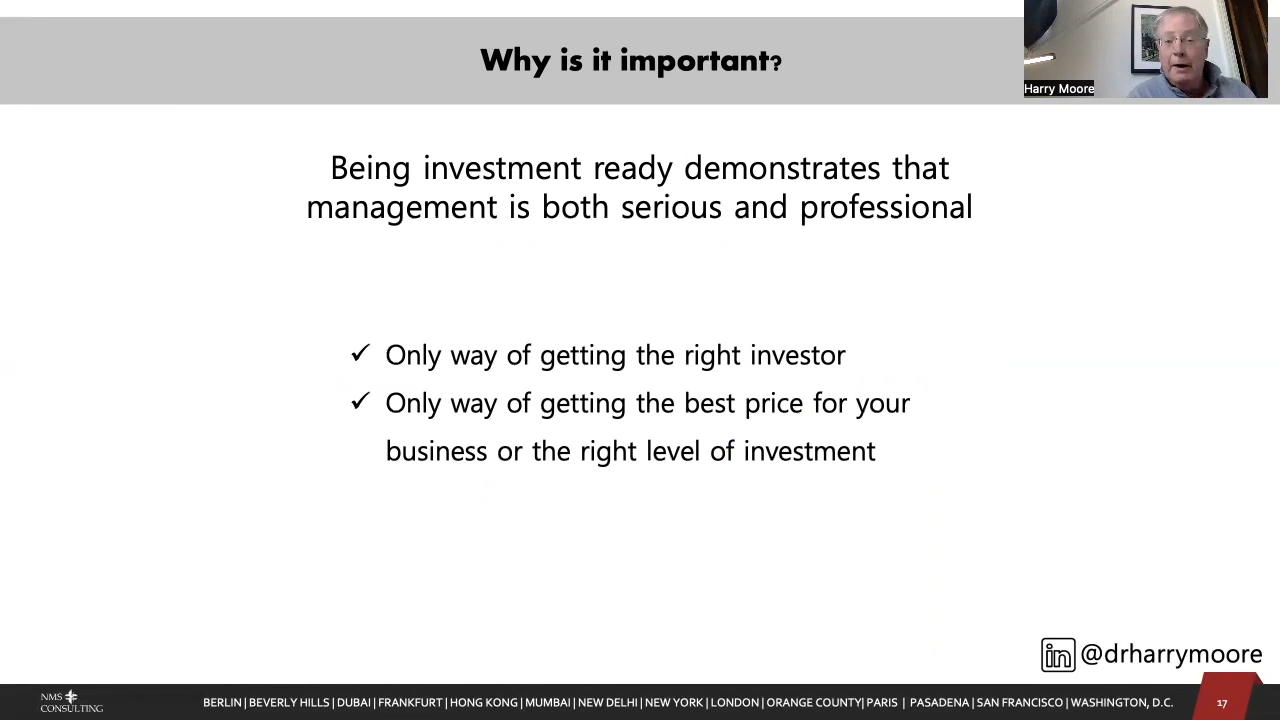 Why is it important?
Harry Moore
Being investment ready demonstrates that
management is both serious and professional
✓ Only way of getting the right investor
✓ Only way of getting the best price for your
business or the right level of investment
in @drharrymoore
NMS
CONSULTING
BERLIN | BEVERLY HILLS | DUBAI | FRANKFURT | HONG KONG | MUMBAI | NEW DELHI | NEW YORK | LONDON | ORANGE COUNTY| PARIS | PASADENA | SAN FRANCISCO | WASHINGTON, D.C.
17